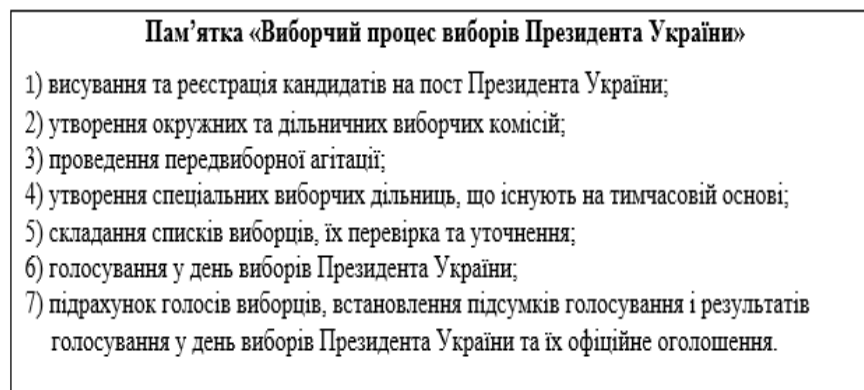 Пам’ятка «Виборчий процес виборів Президента України»
1) висування та реєстрація кандидатів на пост Президента України;
2) утворення окружних та дільничних виборчих комісій;
3) проведення передвиборної агітації;
4) утворення спеціальних виборчих дільниць, що існують на тимчасовій основі;
5) складання списків виборців, їх перевірка та уточнення;
6) голосування у день виборів Президента України;
7) підрахунок голосів виборців, встановлення підсумків голосування і результатів
голосування у день виборів Президента України та їх офіційне оголошення.